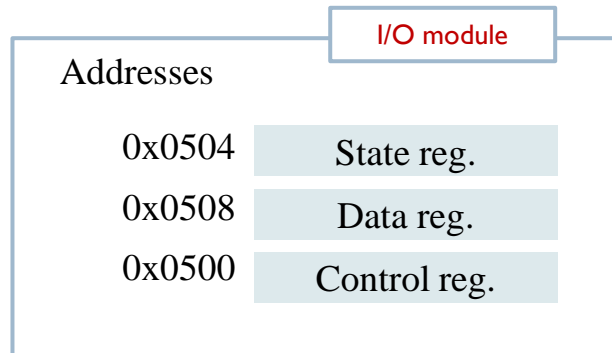 I/O module
Addresses
0x0504 State reg.
0x0508 Data reg.
0x0500 Control reg.